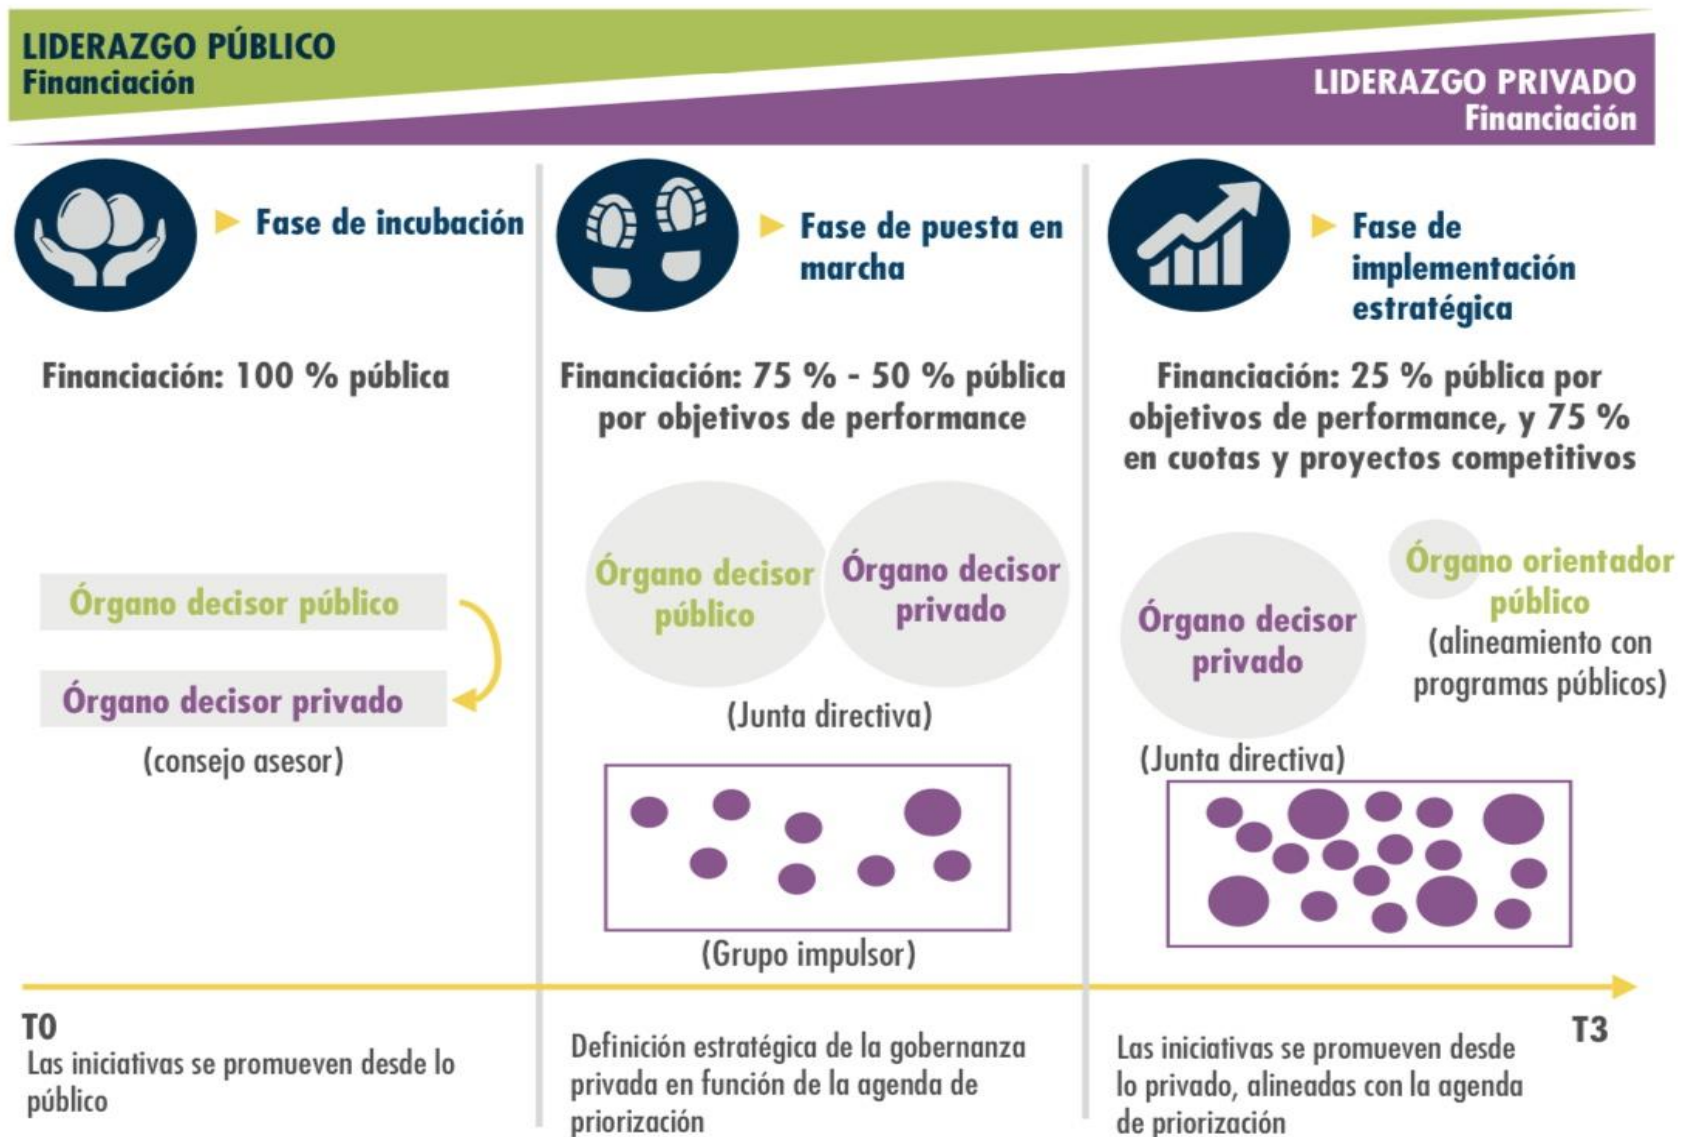 LIDERAZGO PÚBLICO
Financiación
LIDERAZGO PRIVADO
Financiación
Fase de incubación
Financiación: 100 % pública
Órgano decisor público
Órgano decisor privado
(consejo asesor)
Fase de puesta en
marcha
Financiación: 75 % - 50 % pública
por objetivos de performance
Órgano decisor
público
Órgano decisor
privado
(Junta directiva)
(Grupo impulsor)
Fase de
implementación
estratégica
Financiación: 25 % pública por
objetivos de performance, y 75 %
en cuotas y proyectos competitivos
Órgano decisor
privado
(Junta directiva)
Órgano orientador
público
(alineamiento con
programas públicos)
T0
Las iniciativas se promueven desde lo
público
Definición estratégica de la gobernanza
privada en función de la agenda de
priorización
T3
Las iniciativas se promueven desde
lo privado, alineadas con la agenda
de priorización